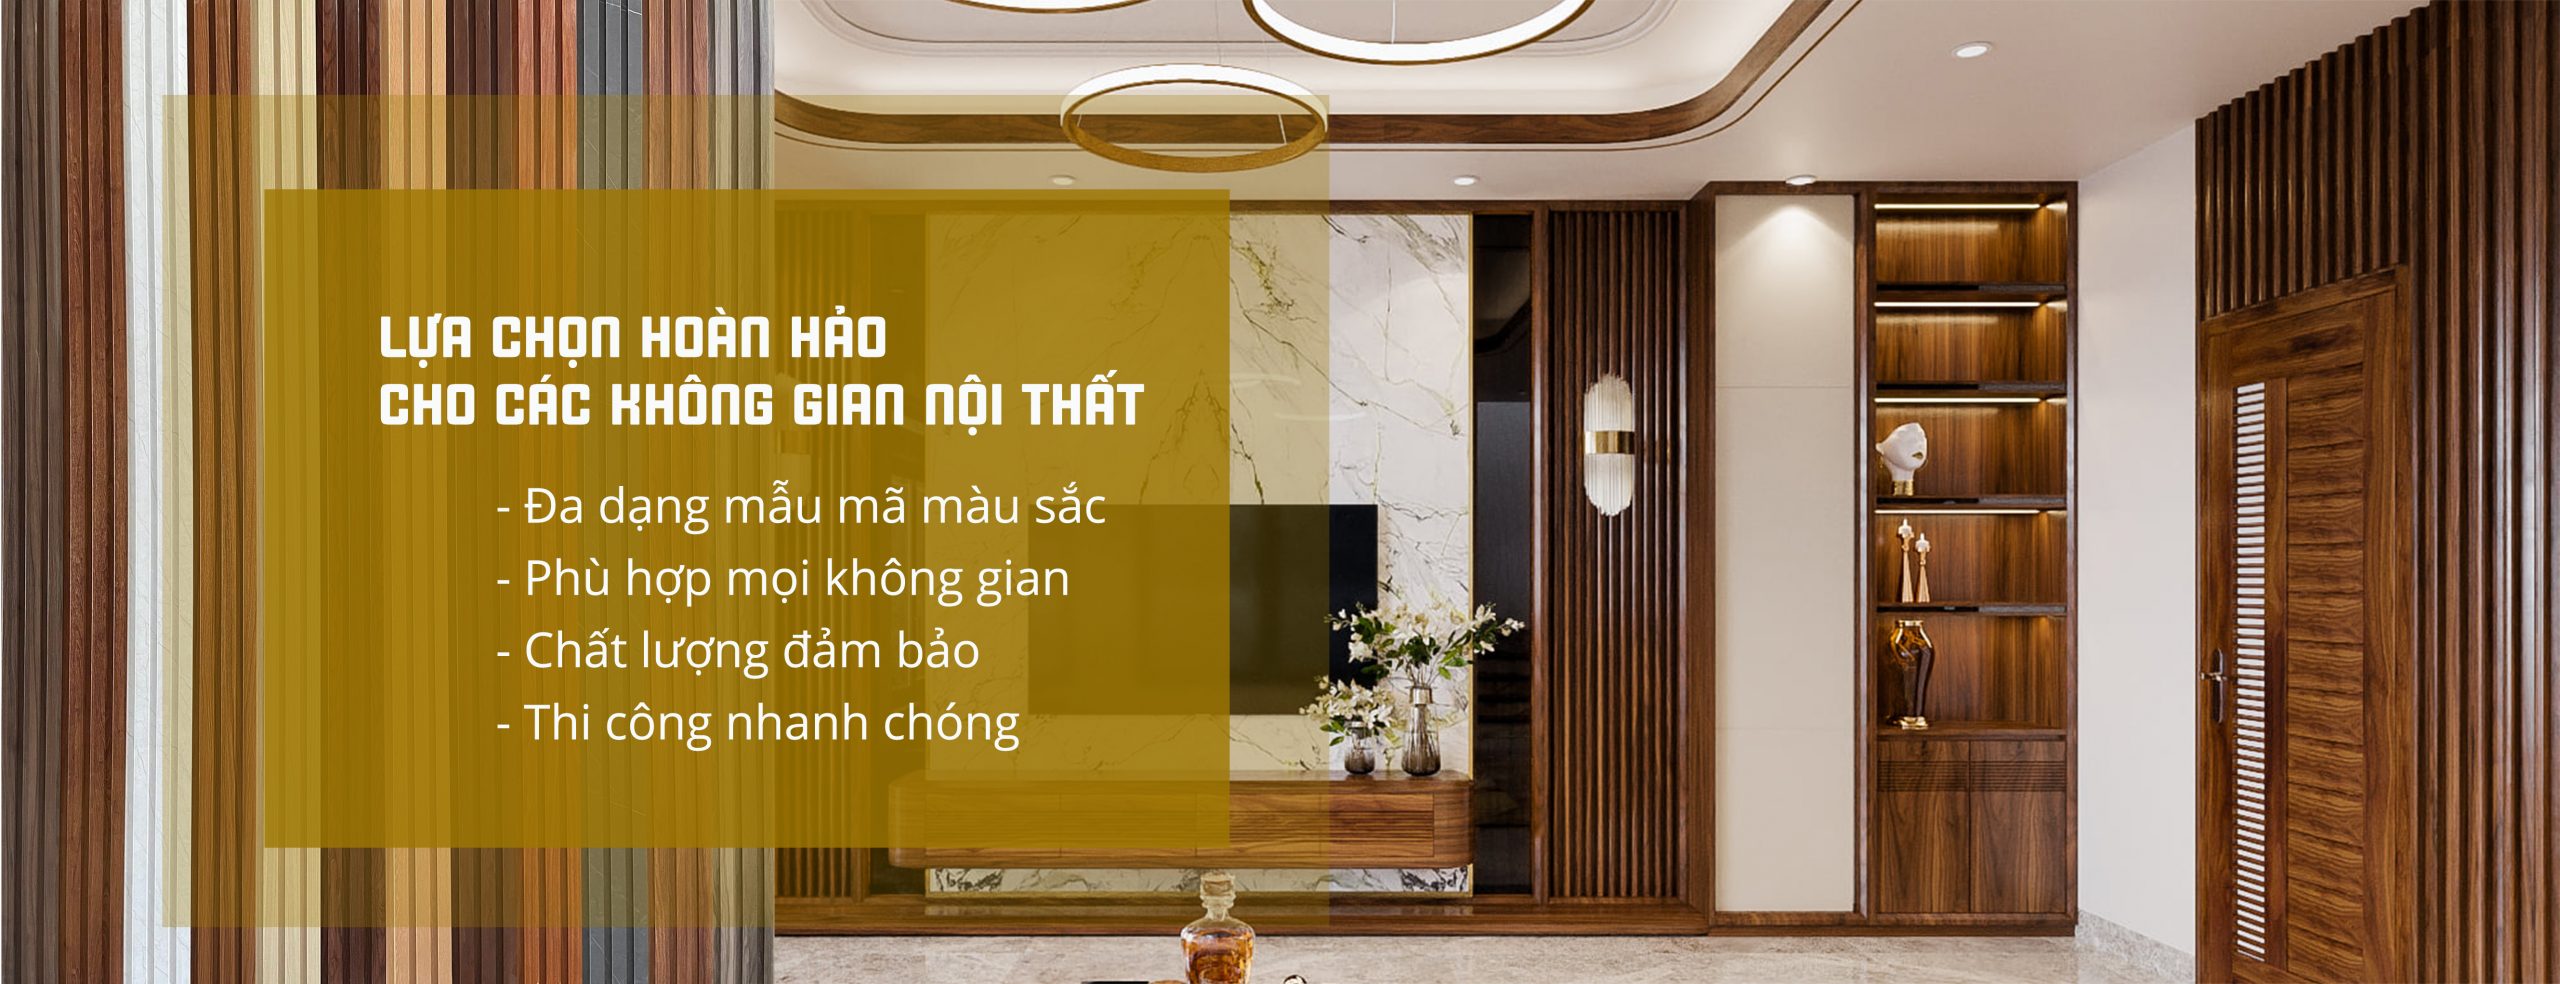 LỰA CHỌN HOÀN HẢO
CHO CÁC KHÔNG GIAN NỘI THẤT
- Đa dạng mẫu mã màu sắc
- Phù hợp mọi không gian
- Chất lượng đảm bảo
- Thi công nhanh chóng